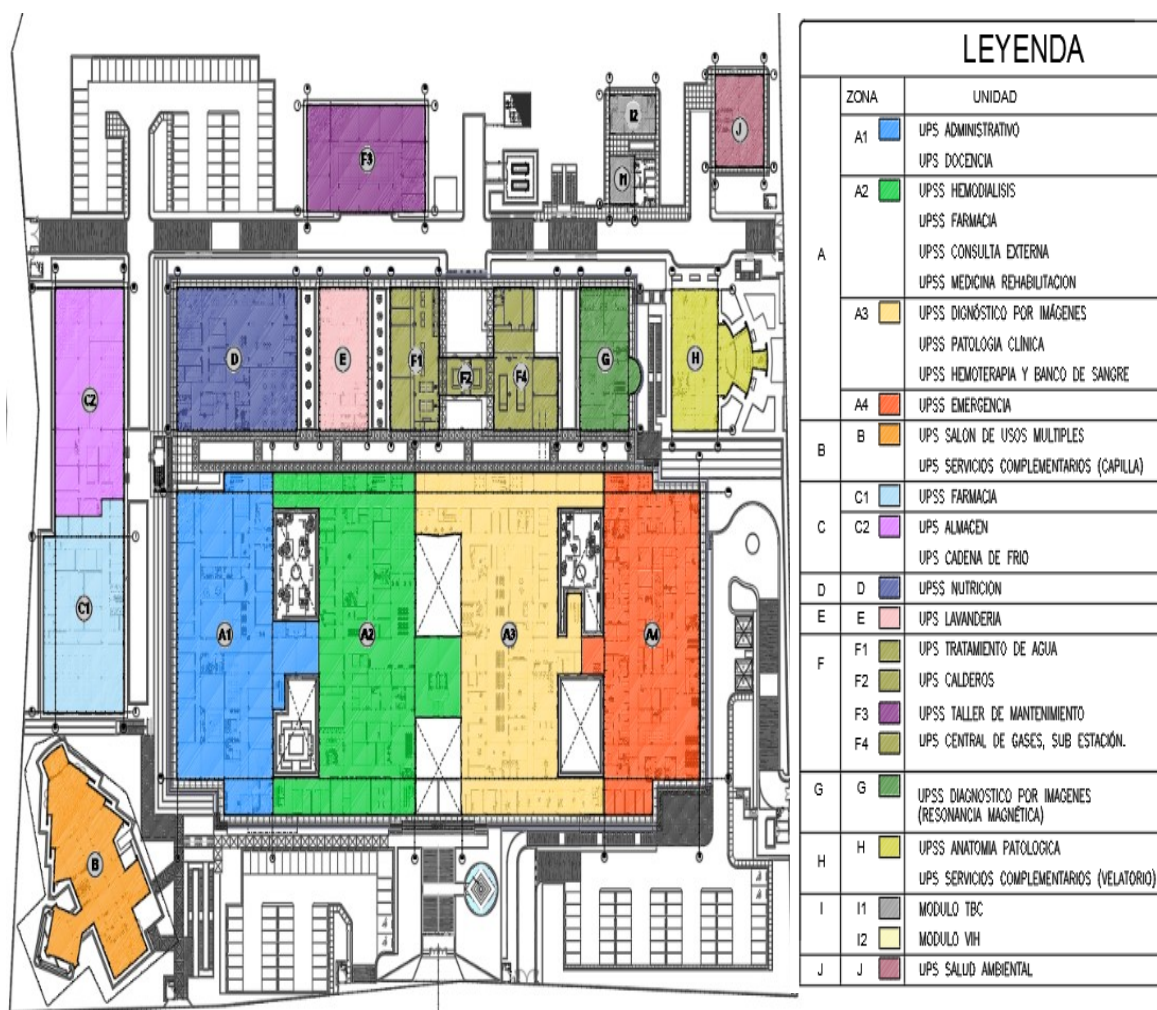 F3
I2
I1
J
C2
D
E
F1
F2
F4
G
H
C1
A1
A2
A3
A4
B
LEYENDA
ZONA UNIDAD
A
A1 UPS ADMINISTRATIVO
UPS DOCENCIA
A2 UPSS HEMODIALISIS
UPSS FARMACIA
UPSS CONSULTA EXTERNA
UPSS MEDICINA REHABILITACION
A3 UPSS DIGNÓSTICO POR IMÁGENES
UPSS PATOLOGIA CLÍNICA
UPSS HEMOTERAPIA Y BANCO DE SANGRE
A4 UPSS EMERGENCIA
B B UPS SALON DE USOS MULTIPLES
UPS SERVICIOS COMPLEMENTARIOS (CAPILLA)
C
C1 UPSS FARMACIA
C2 UPS ALMACEN
UPS CADENA DE FRIO
D D UPSS NUTRICIÓN
E E UPS LAVANDERIA
F
F1 UPS TRATAMIENTO DE AGUA
F2 UPS CALDEROS
F3 UPSS TALLER DE MANTENIMIENTO
F4 UPS CENTRAL DE GASES, SUB ESTACIÓN.
G G UPSS DIAGNOSTICO POR IMAGENES
(RESONANCIA MAGNÉTICA)
H H UPSS ANATOMIA PATOLOGICA
UPS SERVICIOS COMPLEMENTARIOS (VELATORIO)
I I1 MODULO TBC
I2 MODULO VIH
J J UPS SALUD AMBIENTAL